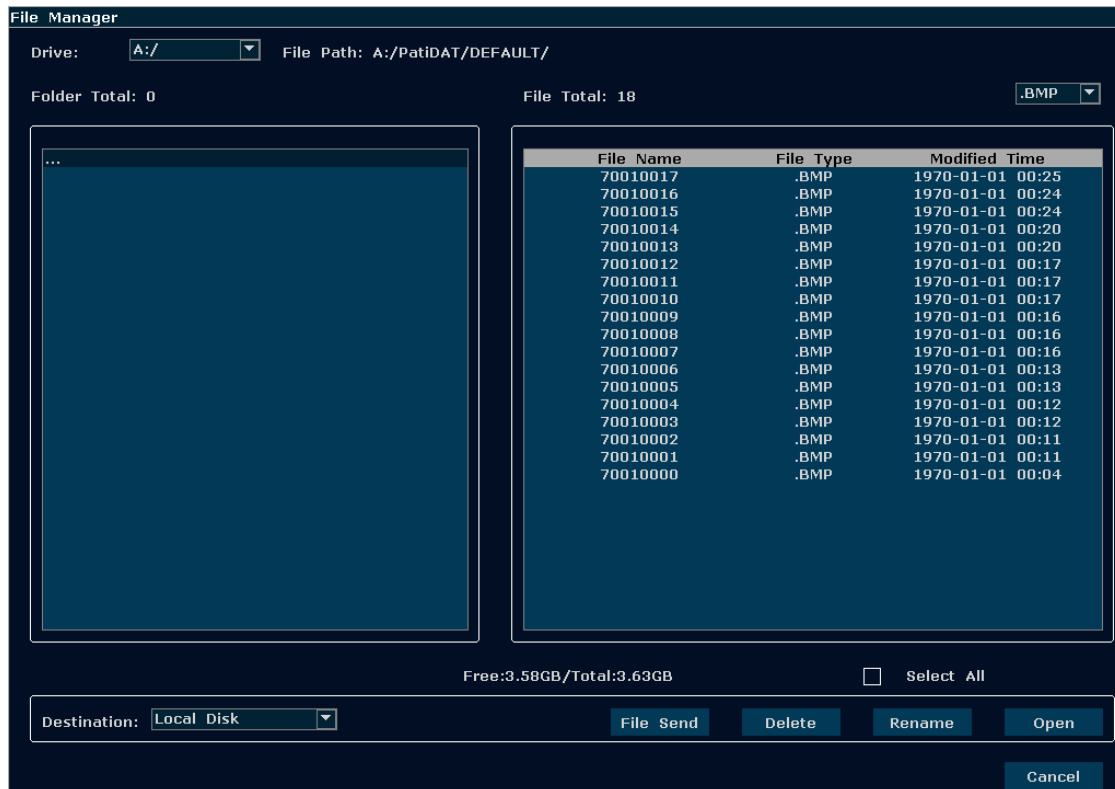 File Manager
Drive: A:/ File Path: A:/PatiDAT/DEFAULT/
Folder Total: 0 File Total: 18 .BMP
...
File Name File Type Modified Time
70010017 .BMP 1970-01-01 00:25
70010016 .BMP 1970-01-01 00:24
70010015 .BMP 1970-01-01 00:24
70010014 .BMP 1970-01-01 00:20
70010013 .BMP 1970-01-01 00:20
70010012 .BMP 1970-01-01 00:17
70010011 .BMP 1970-01-01 00:17
70010010 .BMP 1970-01-01 00:17
70010009 .BMP 1970-01-01 00:16
70010008 .BMP 1970-01-01 00:16
70010007 .BMP 1970-01-01 00:16
70010006 .BMP 1970-01-01 00:13
70010005 .BMP 1970-01-01 00:13
70010004 .BMP 1970-01-01 00:12
70010003 .BMP 1970-01-01 00:12
70010002 .BMP 1970-01-01 00:11
70010001 .BMP 1970-01-01 00:11
70010000 .BMP 1970-01-01 00:04
Free:3.58GB/Total:3.63GB Select All
Destination: Local Disk File Send Delete Rename Open
Cancel